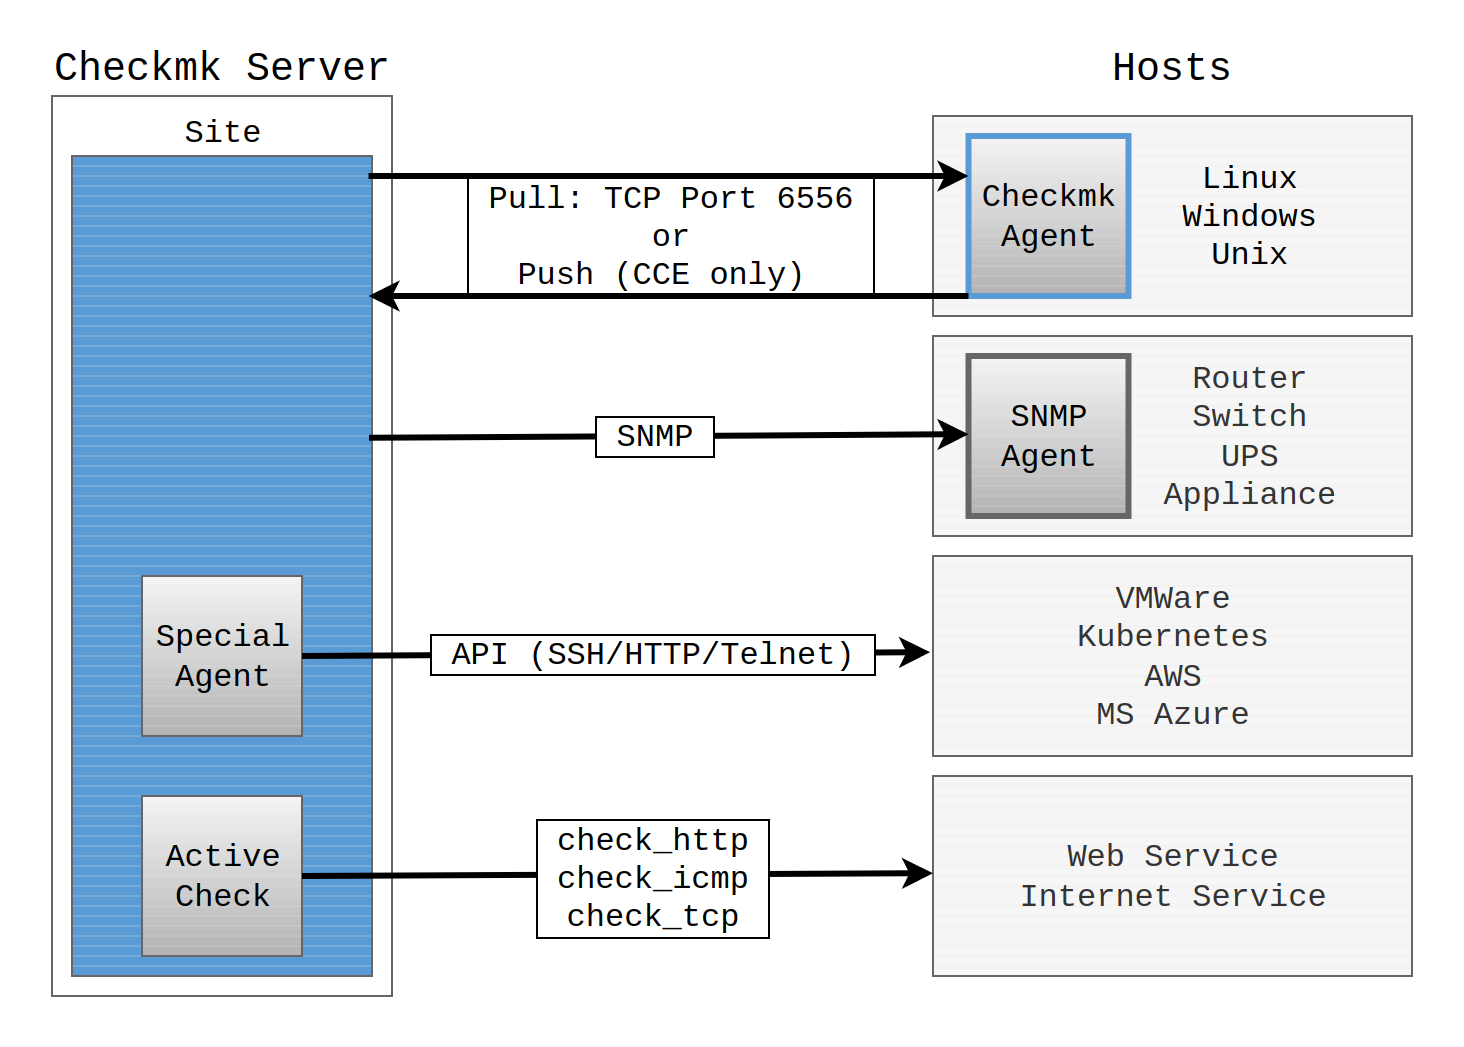 Checkmk Server
Hosts
Site
Pull: TCP Port 6556
or
Push (CCE only)
Checkmk
Agent
Linux
Windows
Unix
SNMP
SNMP
Agent
Router
Switch
UPS
Appliance
Special
Agent
API (SSH/HTTP/Telnet)
VMWare
Kubernetes
AWS
MS Azure
Active
Check
check_http
check_icmp
check_tcp
Web Service
Internet Service